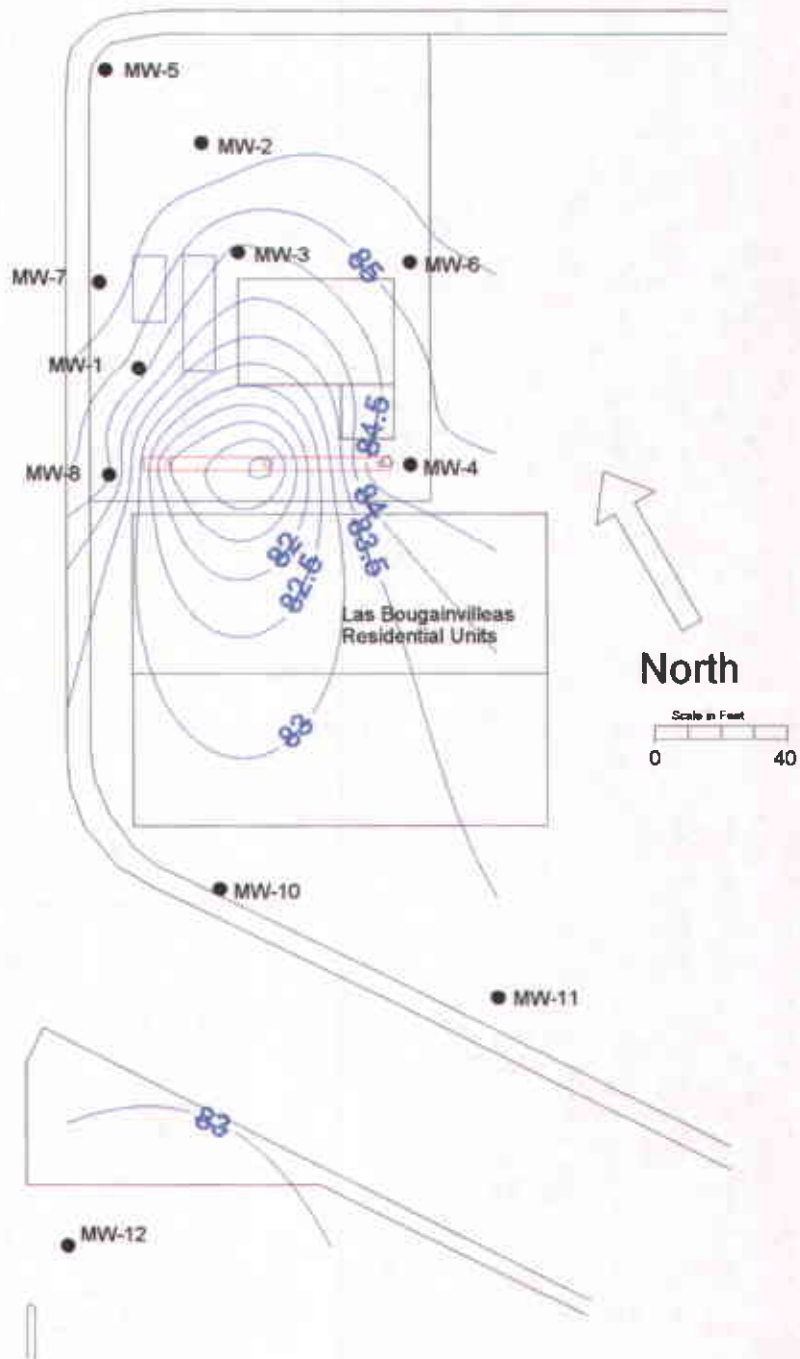 MW-5
MW-2
MW-3
85
MW-6
MW-7
MW-1
84.5
MW-4
MW-8
84
83.5
82
82.5
Las Bougainvilleas
Residential Units
North
Scale in Feet
0 40
83
MW-10
MW-11
83
MW-12